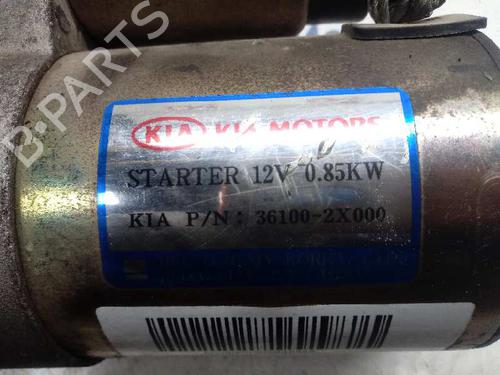 B-PARTS
KIA KIA MOTORS
STARTER 12V 0.85KW
KIA P/N: 36100-2X000